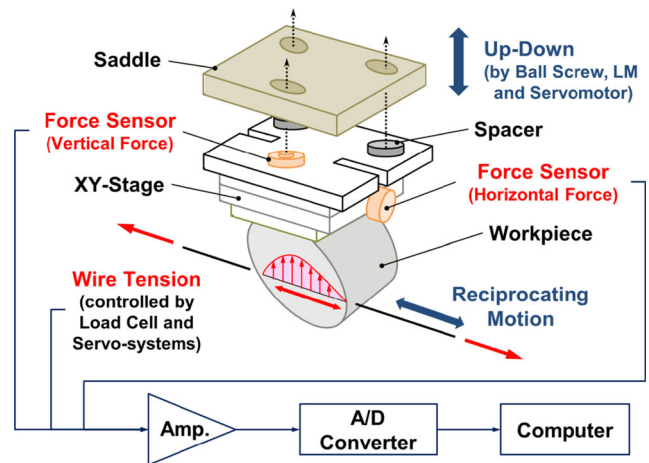 Saddle
Up-Down
(by Ball Screw, LM
and Servomotor)
Force Sensor
(Vertical Force)
Spacer
XY-Stage
Force Sensor
(Horizontal Force)
Workpiece
Wire Tension
(controlled by
Load Cell and
Servo-systems)
Reciprocating
Motion
Amp.
A/D
Converter
Computer